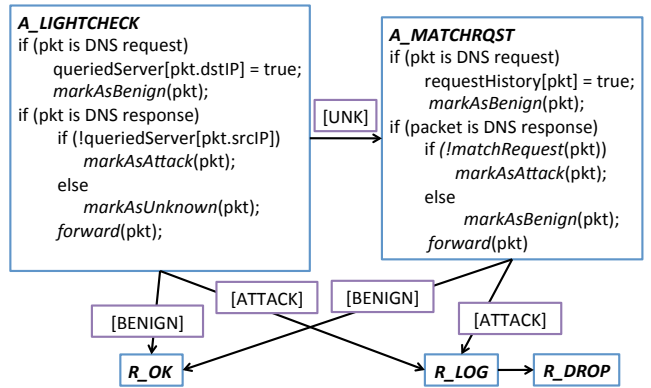 A_LIGHTCHECK
if (pkt is DNS request)
queriedServer[pkt.dstIP] = true;
markAsBenign(pkt);
if (pkt is DNS response)
if (!queriedServer[pkt.srcIP])
markAsAttack(pkt);
else
markAsUnknown(pkt);
forward(pkt);
[UNK]
A_MATCHRQST
if (pkt is DNS request)
requestHistory[pkt] = true;
markAsBenign(pkt);
if (packet is DNS response)
if (!matchRequest(pkt))
markAsAttack(pkt);
else
markAsBenign(pkt);
forward(pkt)
[BENIGN]
[ATTACK]
[BENIGN]
[ATTACK]
R_OK
R_LOG
R_DROP